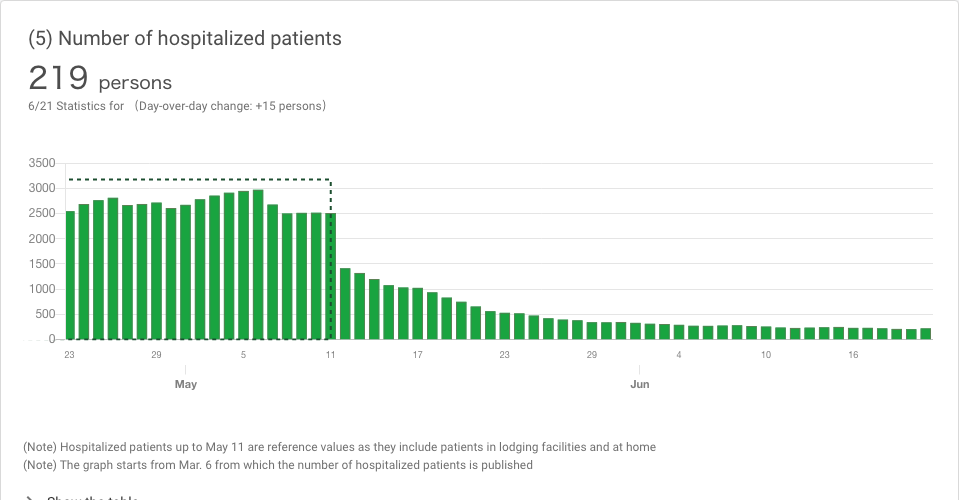 (5) Number of hospitalized patients
219 persons
6/21 Statistics for （Day-over-day change: +15 persons）
3500
3000
2500
2000
1500
1000
500
0
23 29 5 11 17 23 29 4 10 16
May Jun
(Note) Hospitalized patients up to May 11 are reference values as they include patients in lodging facilities and at home
(Note) The graph starts from Mar. 6 from which the number of hospitalized patients is published
Show the table